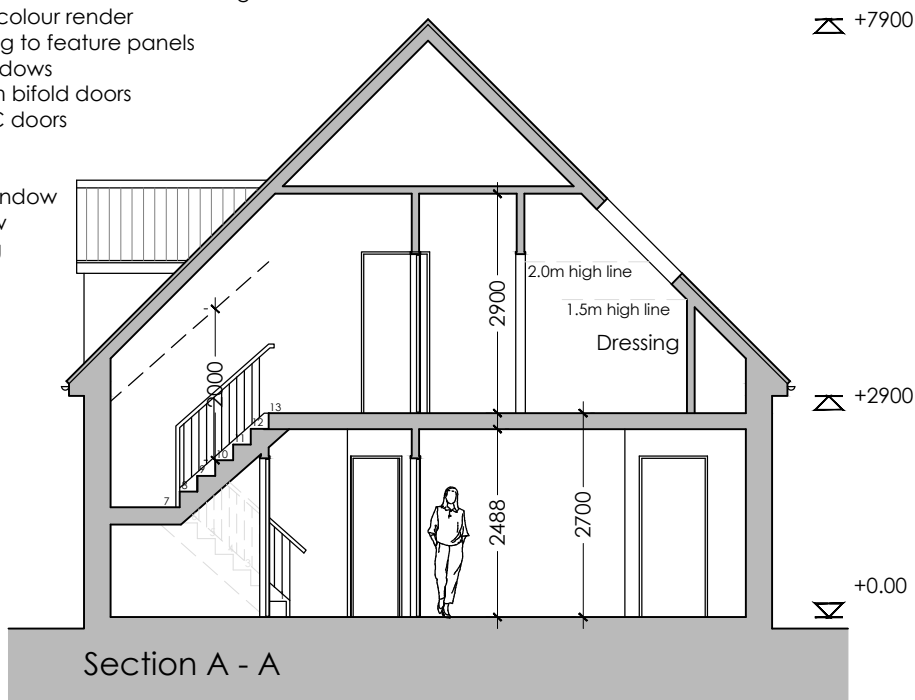 colour render
+7900
g to feature panels
dows
n bifold doors
C doors
ndow
2.0m high line
1.5m high line
2900
Dressing
+2900
13
12
11
10
9
8
7
2488
2700
+0.00
Section A - A